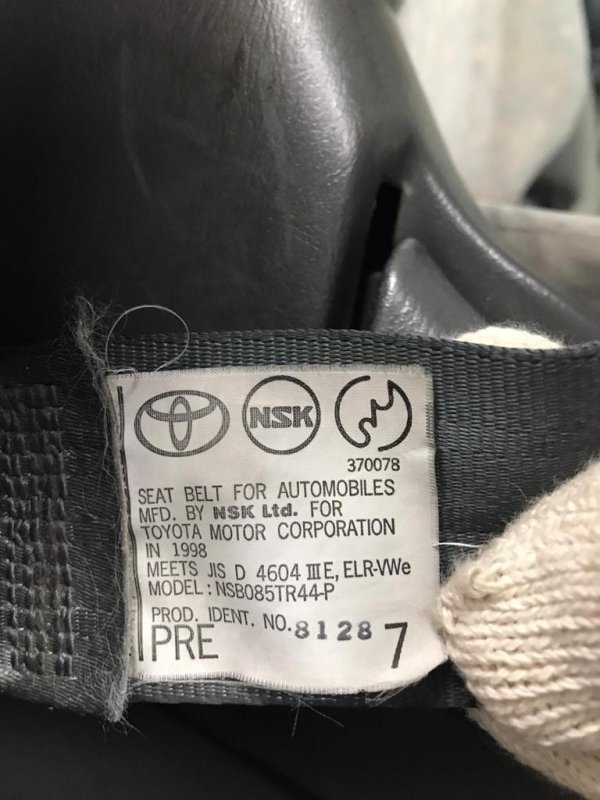 NSK
370078
SEAT BELT FOR AUTOMOBILES
MFD. BY NSK Ltd. FOR
TOYOTA MOTOR CORPORATION
IN 1998
MEETS JIS D 4604 ⅢE, ELR-VWe
MODEL : NSB085TR44-P
PROD. IDENT. NO. 8128 7
PRE